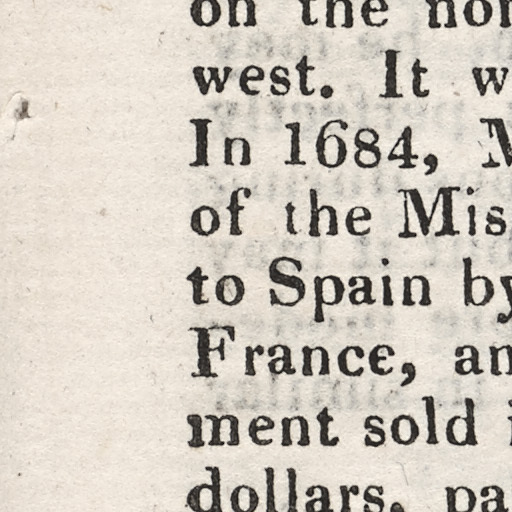 on the nor
west. It w
In 1684, M
of the Mis
to Spain by
France, an
ment sold i
dollars, pa